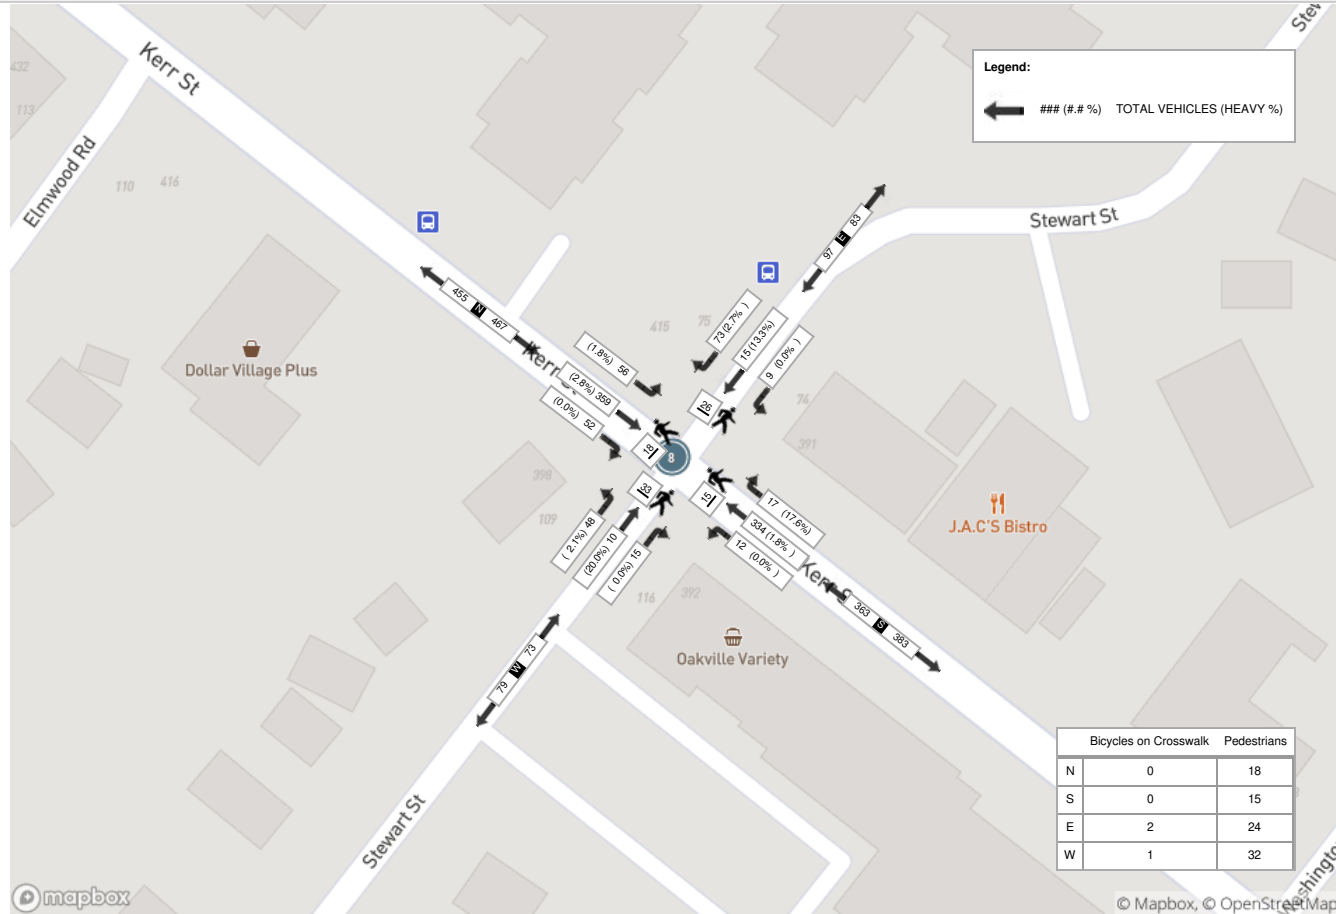 Kerr St
Stew
432
113
Elmwood Rd
110
416
Legend:
### (#.# %) TOTAL VEHICLES (HEAVY %)
Stewart St
97 E 83
455 N 467
415
75
73 (2.7% )
15 (13.3%)
9 (0.0% )
(1.8%) 56
(2.8%) 359
(0.0%) 52
Dollar Village Plus
26
74
391
18
8
33
15
398
109
17 (17.6%)
334 (1.8% )
12 (0.0% )
( 2.1%) 48
(20.0%) 10
( 0.0%) 15
J.A.C'S Bistro
116
392
Kerr S
363 S 383
79 W 73
Oakville Variety
Stewart St
Bicycles on Crosswalk Pedestrians
N 0 18
S 0 15
E 2 24
W 1 32
mapbox
© Mapbox, © OpenStreetMap